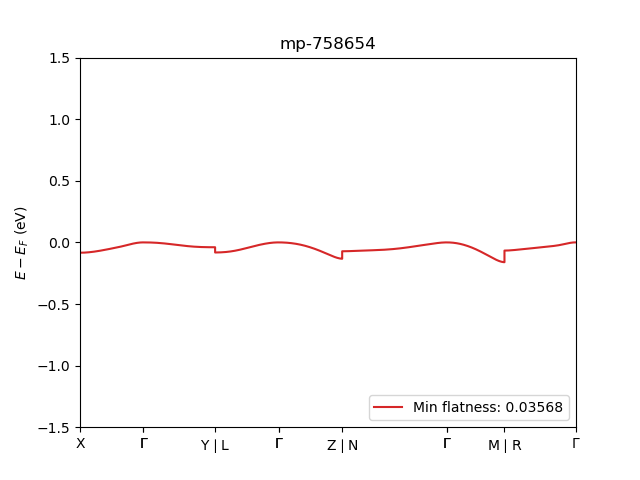 mp-758654
E − E_F (eV)
1.5
1.0
0.5
0.0
−0.5
−1.0
−1.5
Min flatness: 0.03568
X Γ Y | L Γ Z | N Γ M | R Γ